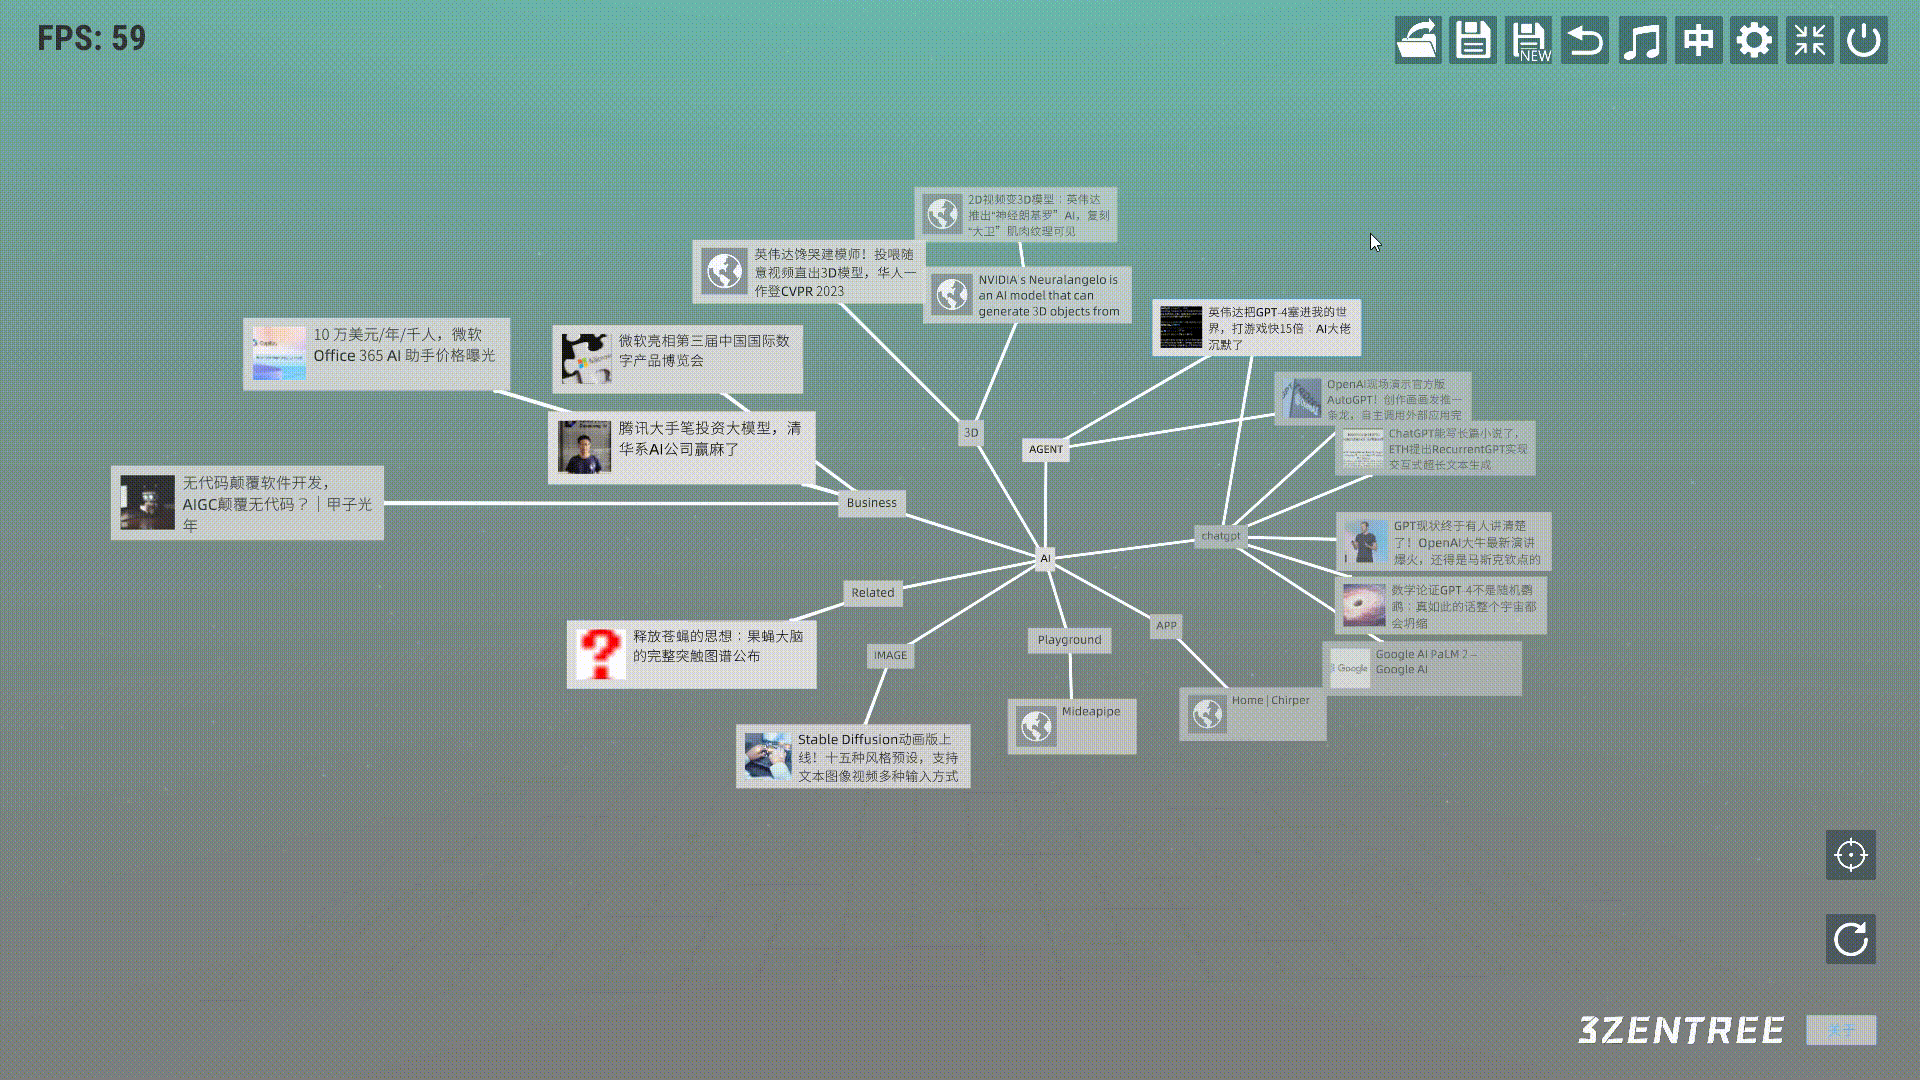 FPS: 59
NEW
中
2D视频变3D模型：英伟达
推出“神经朗基罗”AI，复刻
“大卫”肌肉纹理可见
英伟达馋哭建模师！投喂随
意视频直出3D模型，华人一
作登CVPR 2023
NVIDIA's Neuralangelo is
an AI model that can
generate 3D objects from
英伟达把GPT-4塞进我的世
界，打游戏快15倍：AI大佬
沉默了
10 万美元/年/千人，微软
Office 365 AI 助手价格曝光
微软亮相第三届中国国际数
字产品博览会
OpenAI现场演示官方版
AutoGPT！创作画画发推一
条龙，自主调用外部应用完
腾讯大手笔投资大模型，清
华系AI公司赢麻了
3D
AGENT
ChatGPT能写长篇小说了，
ETH提出RecurrentGPT实现
交互式超长文本生成
无代码颠覆软件开发，
AIGC颠覆无代码？｜甲子光
年
Business
chatgpt
GPT现状终于有人讲清楚
了！OpenAI大牛最新演讲
爆火，还得是马斯克钦点的
AI
Related
数学论证GPT-4不是随机鹦
鹉：真如此的话整个宇宙都
会坍缩
释放苍蝇的思想：果蝇大脑
的完整突触图谱公布
IMAGE
Playground
APP
Google
Google AI PaLM 2 –
Google AI
Mideapipe
Home | Chirper
Stable Diffusion动画版上
线！十五种风格预设，支持
文本图像视频多种输入方式
3ZENTREE
关于